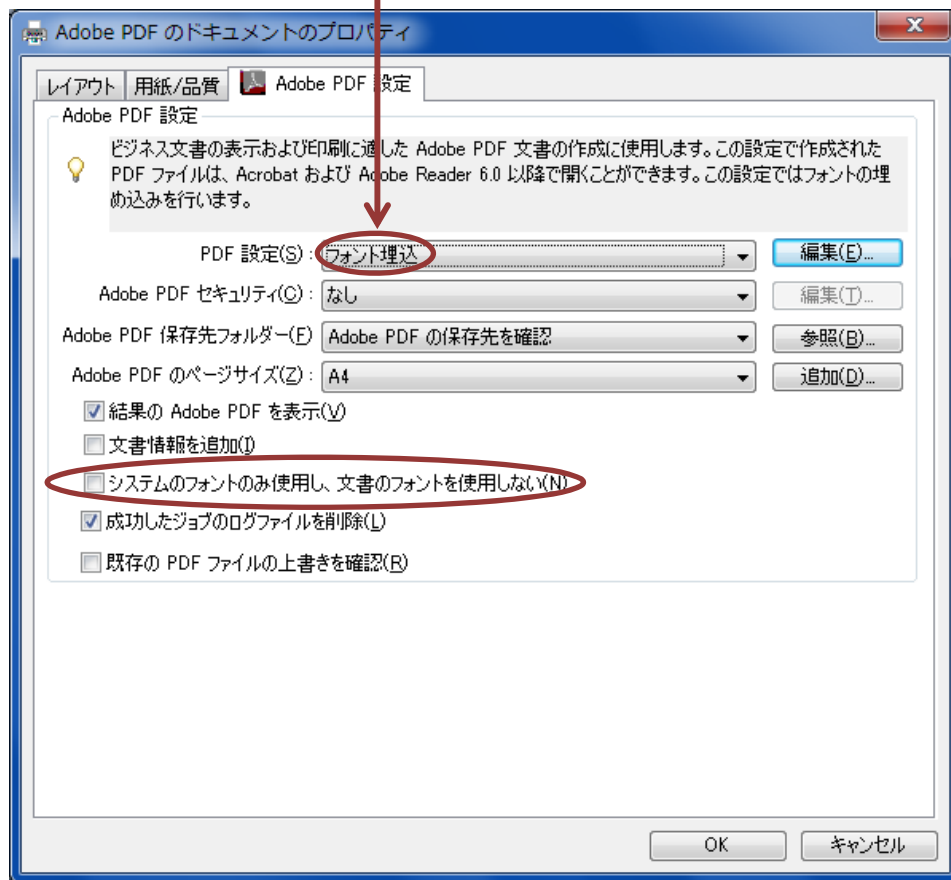 Adobe PDF のドキュメントのプロパティ
レイアウト 用紙/品質 Adobe PDF 設定
Adobe PDF 設定
ビジネス文書の表示および印刷に適した Adobe PDF 文書の作成に使用します。この設定で作成された
PDF ファイルは、Acrobat および Adobe Reader 6.0 以降で開くことができます。この設定ではフォントの埋
め込みを行います。
PDF 設定(S) : フォント埋込 編集(E)...
Adobe PDF セキュリティ(C) : なし 編集(T)...
Adobe PDF 保存先フォルダー(F) Adobe PDF の保存先を確認 参照(B)...
Adobe PDF のページサイズ(Z) : A4 追加(D)...
結果の Adobe PDF を表示(V)
文書情報を追加(I)
システムのフォントのみ使用し、文書のフォントを使用しない(N)
成功したジョブのログファイルを削除(L)
既存の PDF ファイルの上書きを確認(R)
OK キャンセル